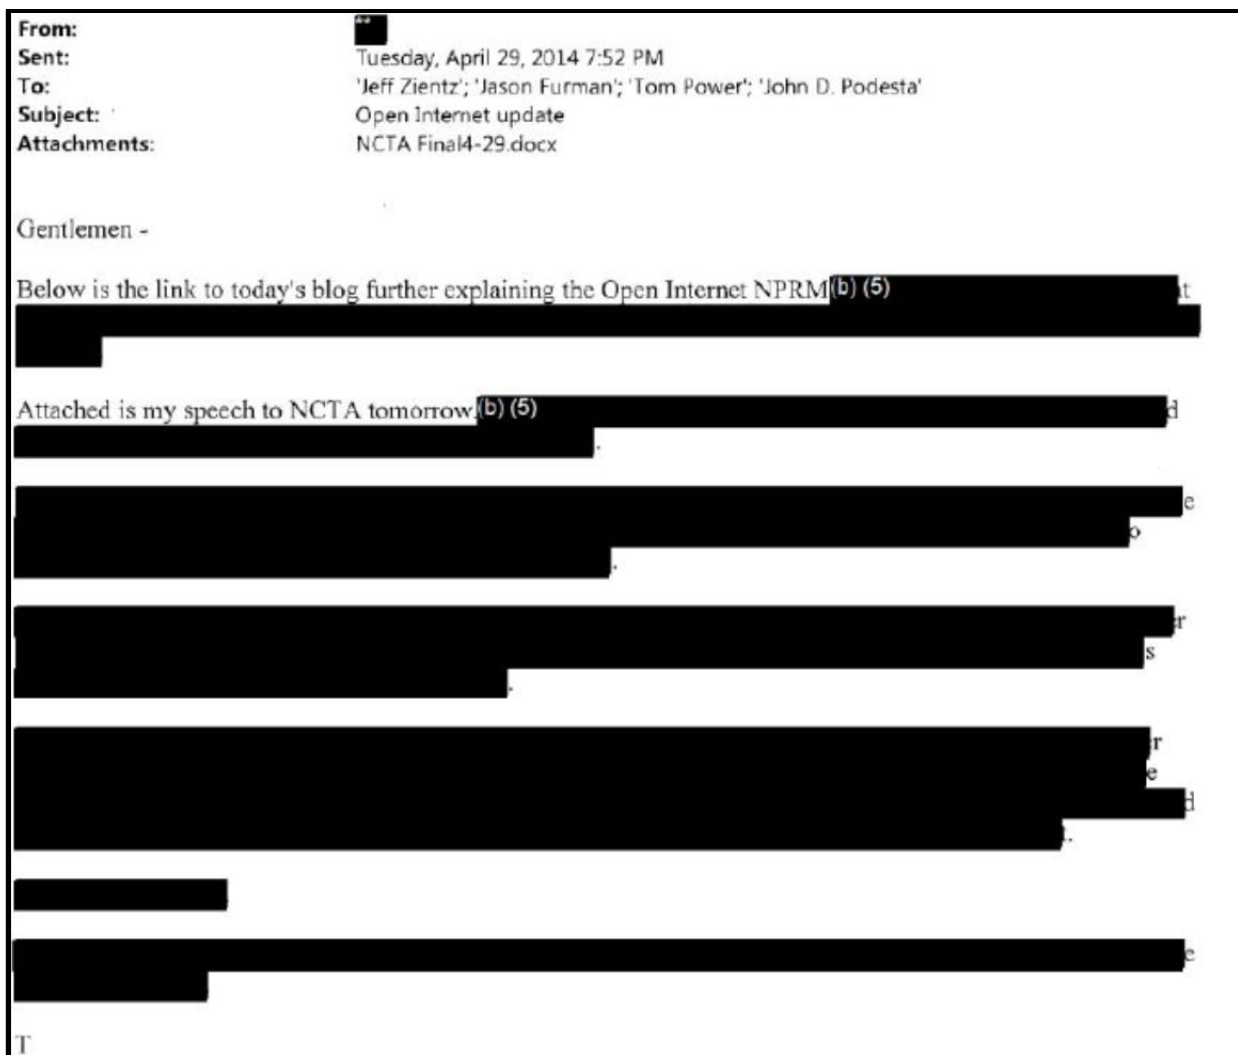 From: **
Sent: Tuesday, April 29, 2014 7:52 PM
To: 'Jeff Zientz'; 'Jason Furman'; 'Tom Power'; 'John D. Podesta'
Subject: Open Internet update
Attachments: NCTA Final4-29.docx
Gentlemen -
Below is the link to today's blog further explaining the Open Internet NPRM (b) (5) t
Attached is my speech to NCTA tomorrow. (b) (5) d
.
e
o
.
r
s
.
r
e
d
t.
e
T